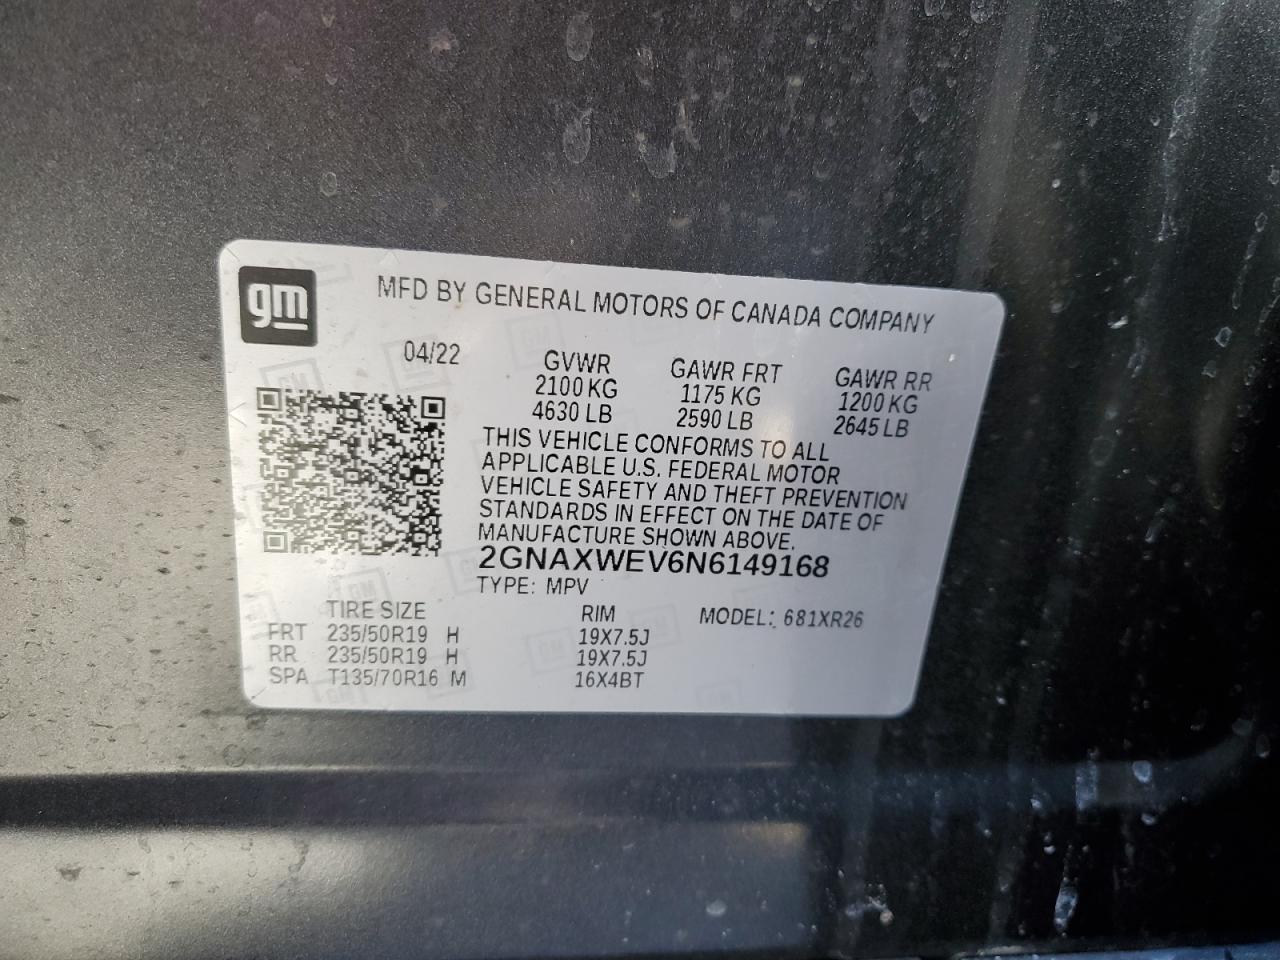 gm
MFD BY GENERAL MOTORS OF CANADA COMPANY
04/22
GVWR
2100 KG
4630 LB
GAWR FRT
1175 KG
2590 LB
GAWR RR
1200 KG
2645 LB
THIS VEHICLE CONFORMS TO ALL
APPLICABLE U.S. FEDERAL MOTOR
VEHICLE SAFETY AND THEFT PREVENTION
STANDARDS IN EFFECT ON THE DATE OF
MANUFACTURE SHOWN ABOVE.
2GNAXWEV6N6149168
TYPE: MPV
TIRE SIZE RIM MODEL: 681XR26
FRT 235/50R19 H 19X7.5J
RR 235/50R19 H 19X7.5J
SPA T135/70R16 M 16X4BT